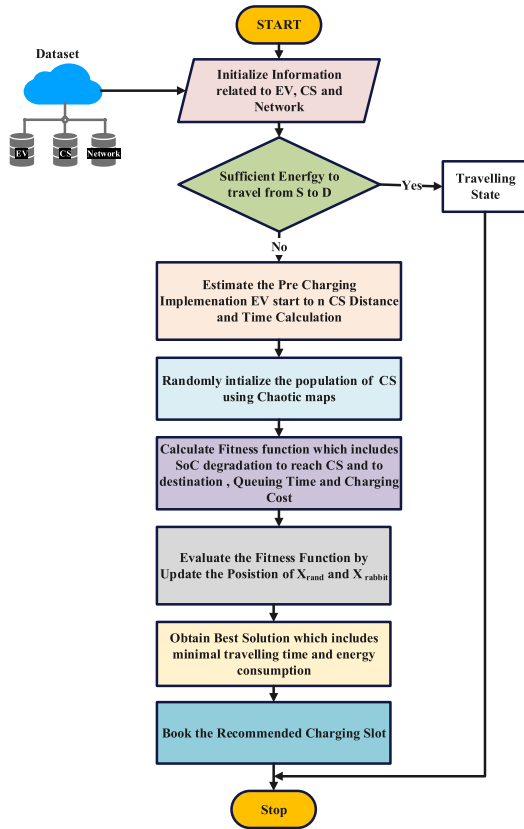 START
Dataset
Initialize Information
related to EV, CS and
Network
EV
CS
Network
Sufficient Enerfgy to
travel from S to D
Yes
Travelling
State
No
Estimate the Pre Charging
Implemenation EV start to n CS Distance
and Time Calculation
Randomly intialize the population of CS
using Chaotic maps
Calculate Fitness function which includes
SoC degradation to reach CS and to
destination , Queuing Time and Charging
Cost
Evaluate the Fitness Function by
Update the Posistion of Xrand and X rabbit
Obtain Best Solution which includes
minimal travelling time and energy
consumption
Book the Recommended Charging Slot
Stop